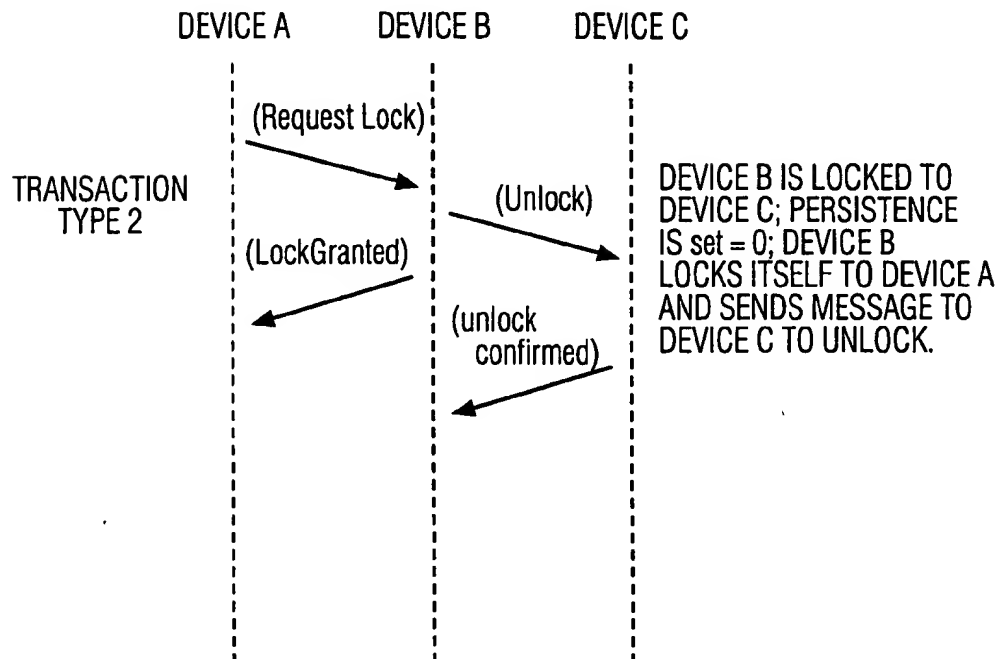 DEVICE A
DEVICE B
DEVICE C
(Request Lock)
TRANSACTION
TYPE 2
(Unlock)
(LockGranted)
(unlock
confirmed)
DEVICE B IS LOCKED TO
DEVICE C; PERSISTENCE
IS set = 0; DEVICE B
LOCKS ITSELF TO DEVICE A
AND SENDS MESSAGE TO
DEVICE C TO UNLOCK.